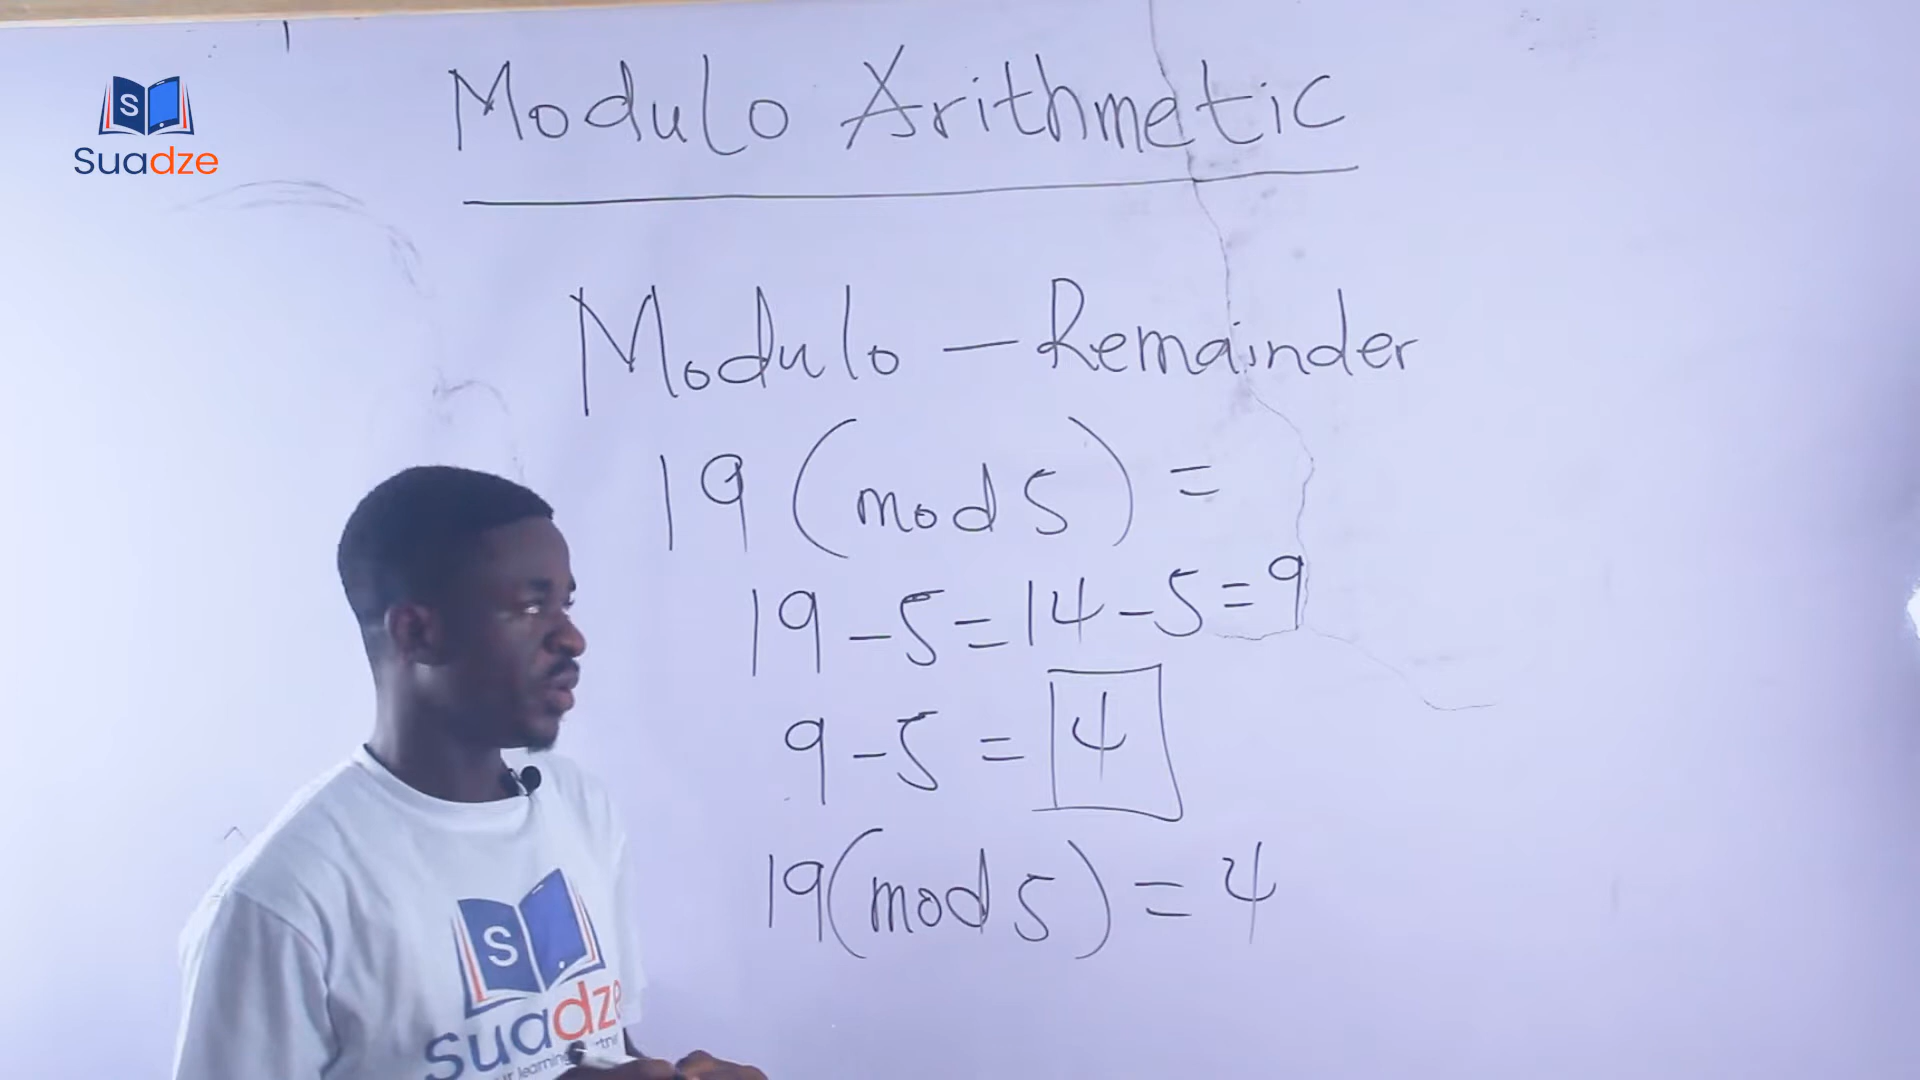 S
Suadze
Modulo Arithmetic
Modulo — Remainder
19 (mod 5) =
19 - 5 = 14 - 5 = 9
9 - 5 = 4
19 (mod 5) = 4
S
Suadze
learning